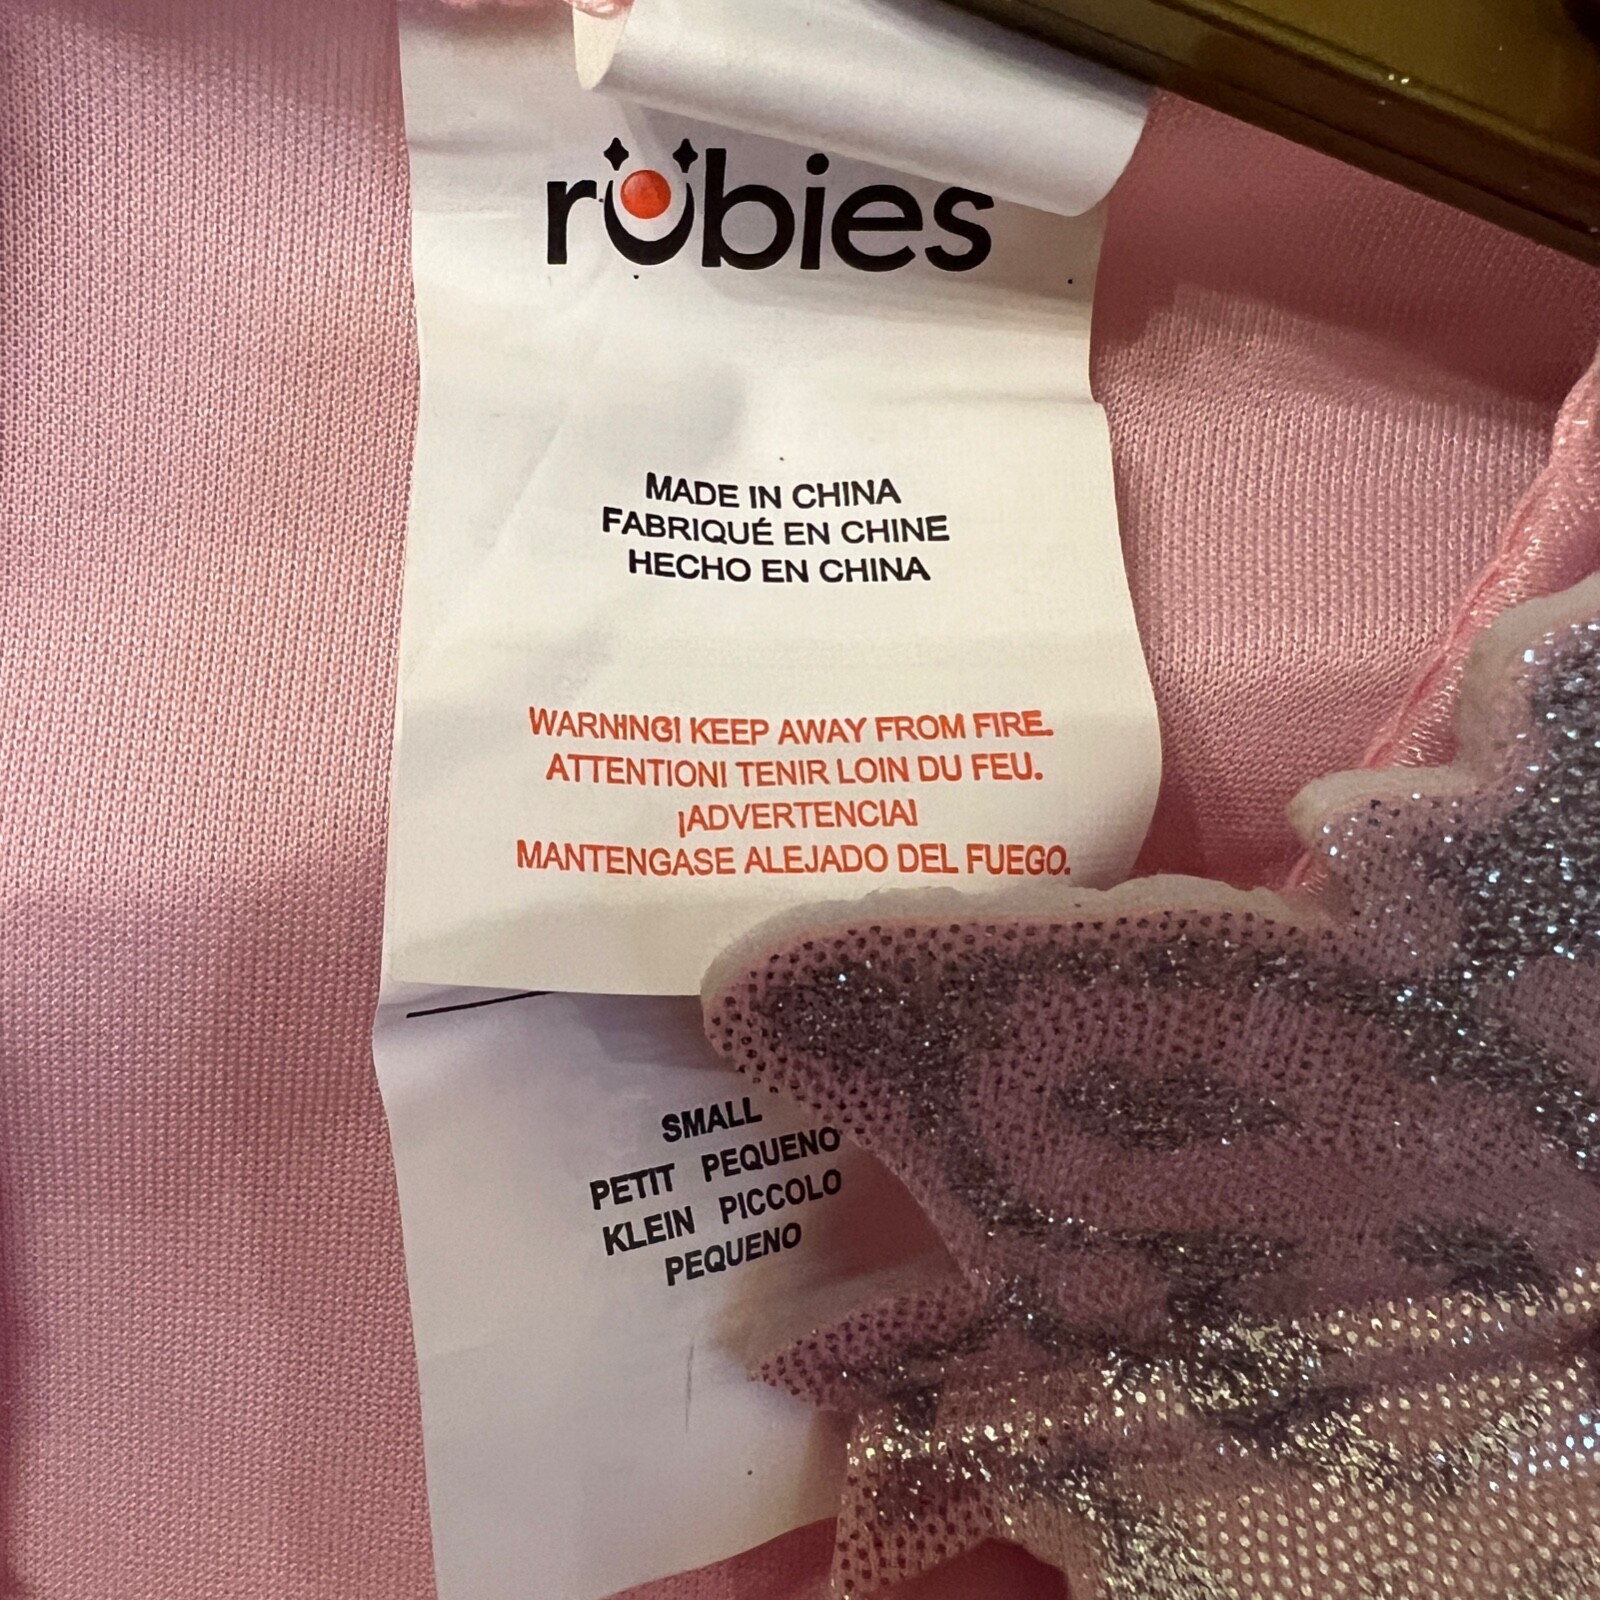 rubies
MADE IN CHINA
FABRIQUÉ EN CHINE
HECHO EN CHINA
WARNING! KEEP AWAY FROM FIRE.
ATTENTION! TENIR LOIN DU FEU.
¡ADVERTENCIA!
MANTENGASE ALEJADO DEL FUEGO.
SMALL
PETIT PEQUENO
KLEIN PICCOLO
PEQUENO